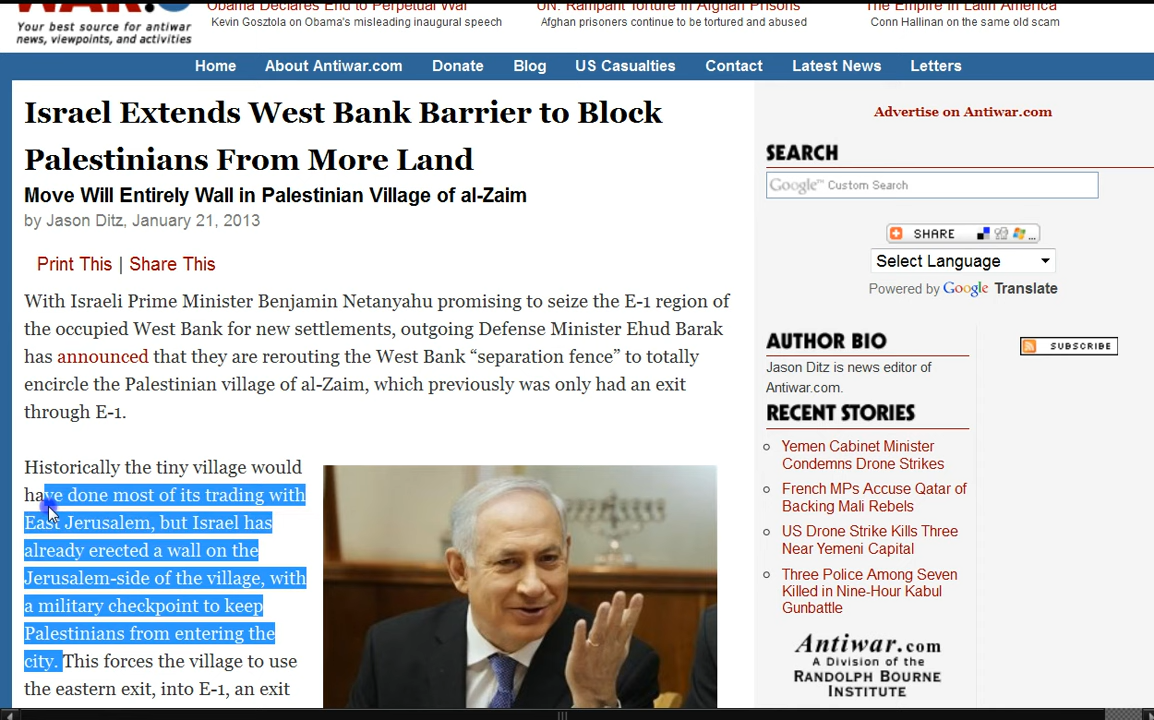 Obama Declares End to Perpetual War
UN: Rampant Torture in Afghan Prisons
The Empire in Latin America
Your best source for antiwar
news, viewpoints, and activities
Kevin Gosztola on Obama's misleading inaugural speech
Afghan prisoners continue to be tortured and abused
Conn Hallinan on the same old scam
Home About Antiwar.com Donate Blog US Casualties Contact Latest News Letters
Israel Extends West Bank Barrier to Block
Palestinians From More Land
Move Will Entirely Wall in Palestinian Village of al-Zaim
by Jason Ditz, January 21, 2013
Print This | Share This
With Israeli Prime Minister Benjamin Netanyahu promising to seize the E-1 region of
the occupied West Bank for new settlements, outgoing Defense Minister Ehud Barak
has announced that they are rerouting the West Bank “separation fence” to totally
encircle the Palestinian village of al-Zaim, which previously was only had an exit
through E-1.
Historically the tiny village would
have done most of its trading with
East Jerusalem, but Israel has
already erected a wall on the
Jerusalem-side of the village, with
a military checkpoint to keep
Palestinians from entering the
city. This forces the village to use
the eastern exit, into E-1, an exit
Advertise on Antiwar.com
SEARCH
Google™ Custom Search
SHARE ...
Select Language
Powered by Google Translate
AUTHOR BIO
Jason Ditz is news editor of
Antiwar.com.
SUBSCRIBE
RECENT STORIES
Yemen Cabinet Minister
Condemns Drone Strikes
French MPs Accuse Qatar of
Backing Mali Rebels
US Drone Strike Kills Three
Near Yemeni Capital
Three Police Among Seven
Killed in Nine-Hour Kabul
Gunbattle
Antiwar.com
A Division of the
RANDOLPH BOURNE
INSTITUTE